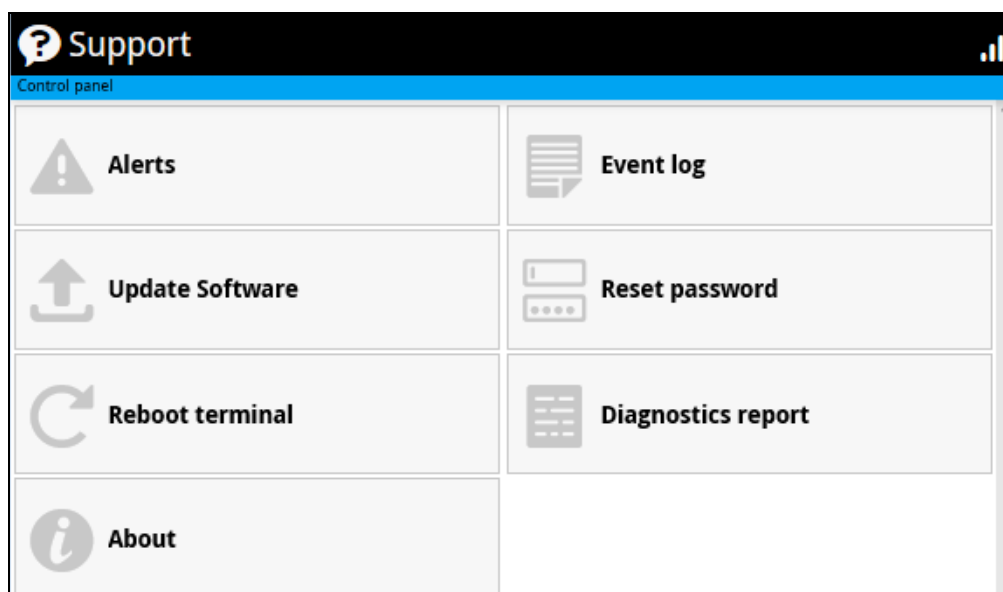 Support
Control panel
Alerts
Event log
Update Software
Reset password
Reboot terminal
Diagnostics report
About